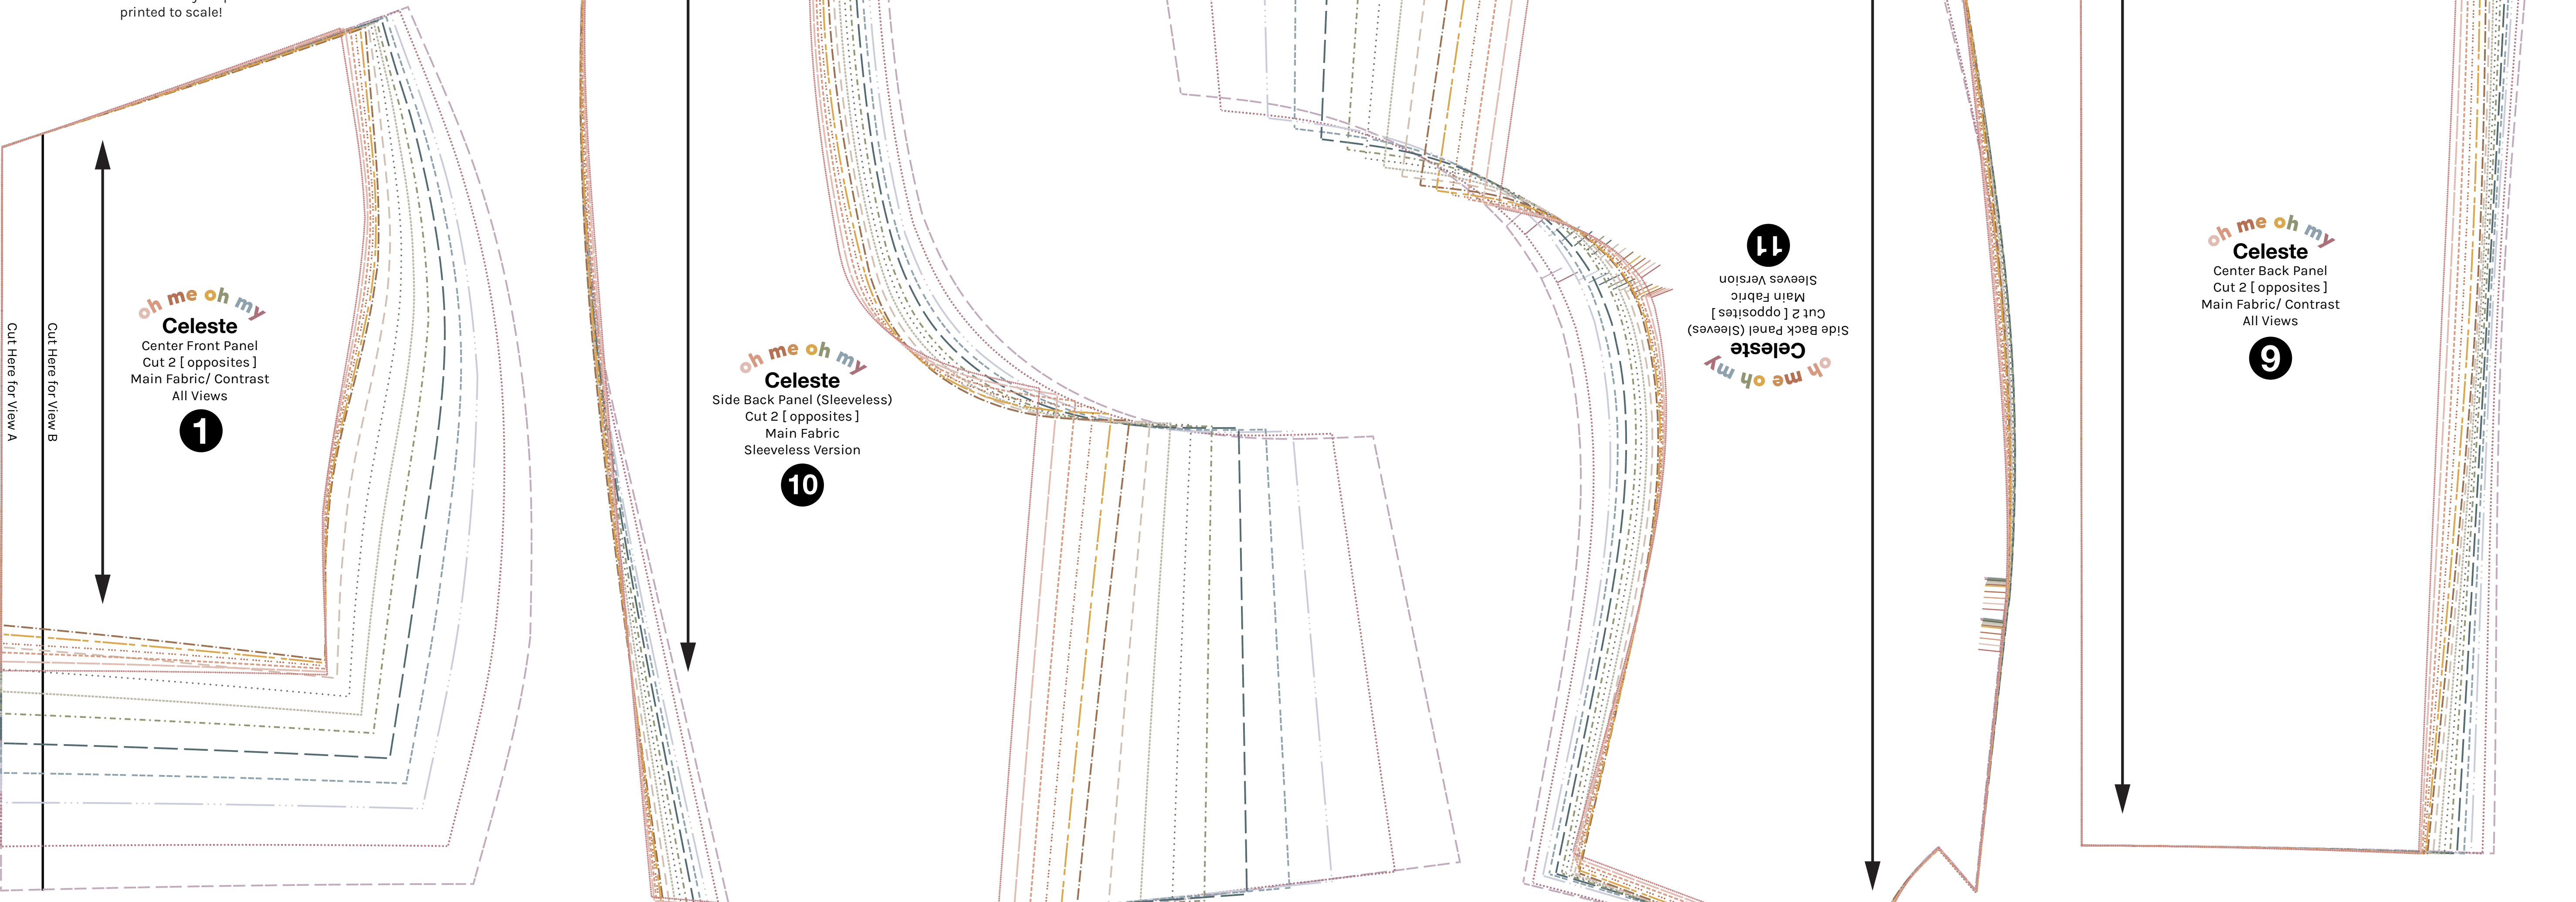 printed to scale!
Cut Here for View A
Cut Here for View B
oh me oh my
Celeste
Center Front Panel
Cut 2 [ opposites ]
Main Fabric/ Contrast
All Views
1
oh me oh my
Celeste
Side Back Panel (Sleeveless)
Cut 2 [ opposites ]
Main Fabric
Sleeveless Version
10
oh me oh my
Celeste
Side Back Panel (Sleeves)
Cut 2 [ opposites ]
Main Fabric
Sleeves Version
11
oh me oh my
Celeste
Center Back Panel
Cut 2 [ opposites ]
Main Fabric/ Contrast
All Views
9